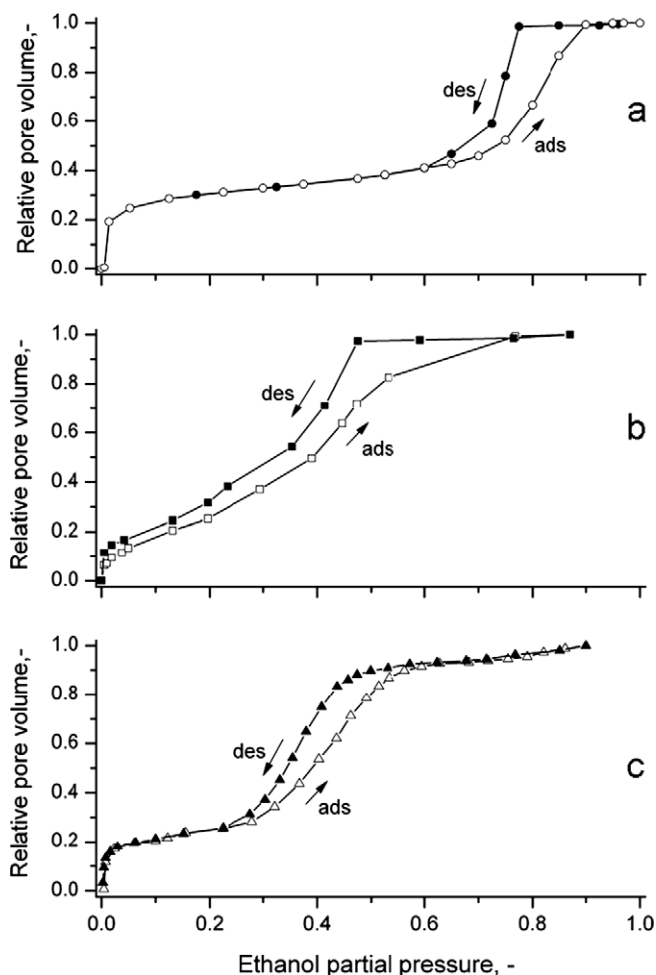 Relative pore volume,-
1.0
0.8
0.6
0.4
0.2
0.0
des
ads
a
Relative pore volume,-
1.0
0.8
0.6
0.4
0.2
0.0
des
ads
b
Relative pore volume,-
1.0
0.8
0.6
0.4
0.2
0.0
des
ads
c
0.0 0.2 0.4 0.6 0.8 1.0
Ethanol partial pressure, -